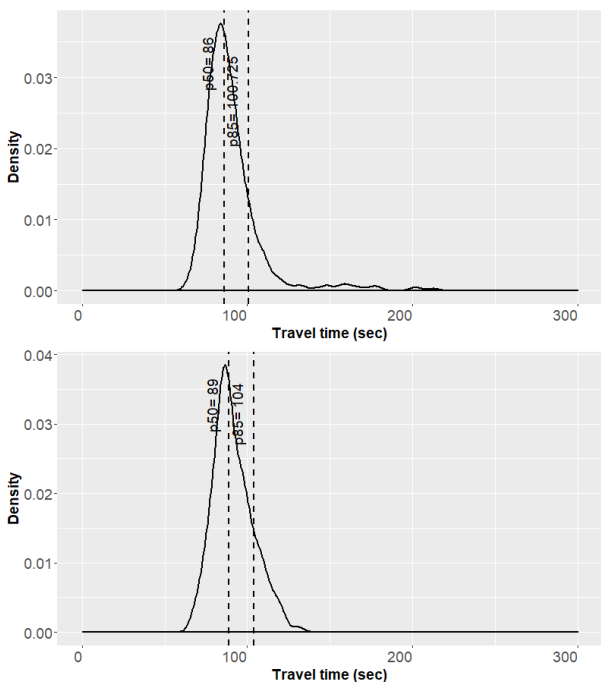 0.03
0.02
0.01
0.00
Density
p50= 86
p85= 100.725
0
100
200
300
Travel time (sec)
0.04
0.03
0.02
0.01
0.00
Density
p50= 89
p85= 104
0
100
200
300
Travel time (sec)